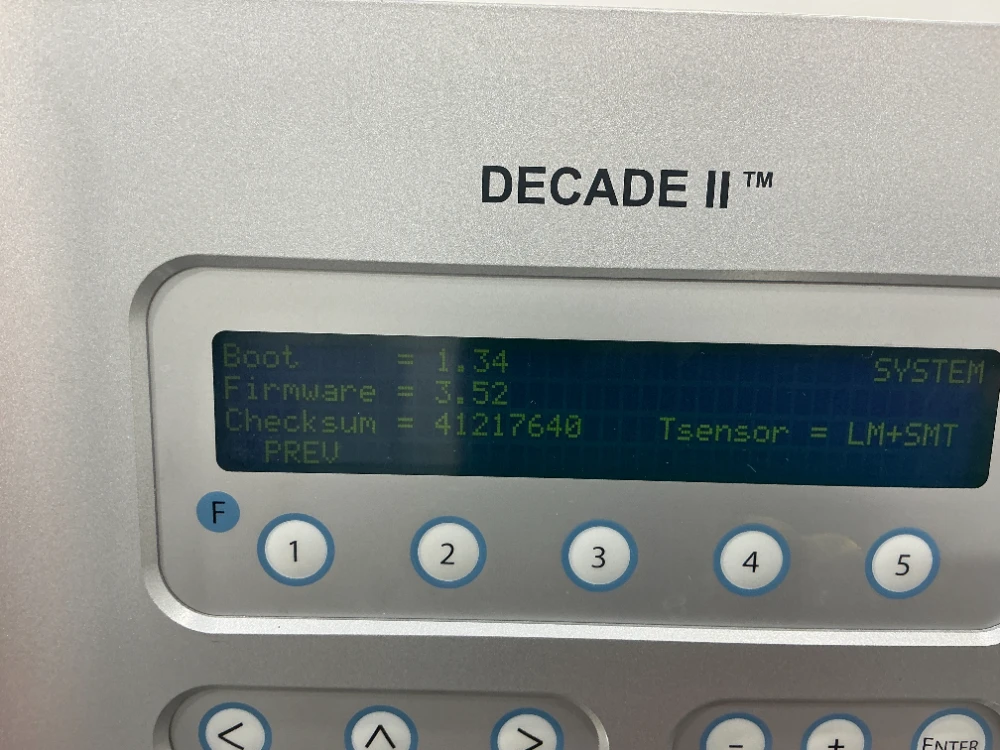 DECADE II™
Boot = 1.34 SYSTEM
Firmware = 3.52
Checksum = 41217640 Tsensor = LM+SMT
PREV
F
1 2 3 4 5
< ^ > - + ENTER